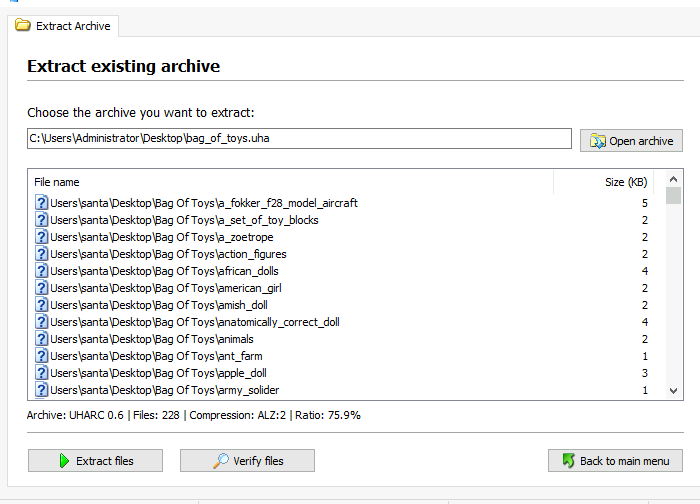 Extract Archive
Extract existing archive
Choose the archive you want to extract:
C:\Users\Administrator\Desktop\bag_of_toys.uha
Open archive
File name Size (KB)
Users\santa\Desktop\Bag Of Toys\a_fokker_f28_model_aircraft 5
Users\santa\Desktop\Bag Of Toys\a_set_of_toy_blocks 2
Users\santa\Desktop\Bag Of Toys\a_zoetrope 2
Users\santa\Desktop\Bag Of Toys\action_figures 2
Users\santa\Desktop\Bag Of Toys\african_dolls 4
Users\santa\Desktop\Bag Of Toys\american_girl 2
Users\santa\Desktop\Bag Of Toys\amish_doll 2
Users\santa\Desktop\Bag Of Toys\anatomically_correct_doll 4
Users\santa\Desktop\Bag Of Toys\animals 2
Users\santa\Desktop\Bag Of Toys\ant_farm 1
Users\santa\Desktop\Bag Of Toys\apple_doll 3
Users\santa\Desktop\Bag Of Toys\army_solider 1
Archive: UHARC 0.6 | Files: 228 | Compression: ALZ:2 | Ratio: 75.9%
Extract files Verify files Back to main menu